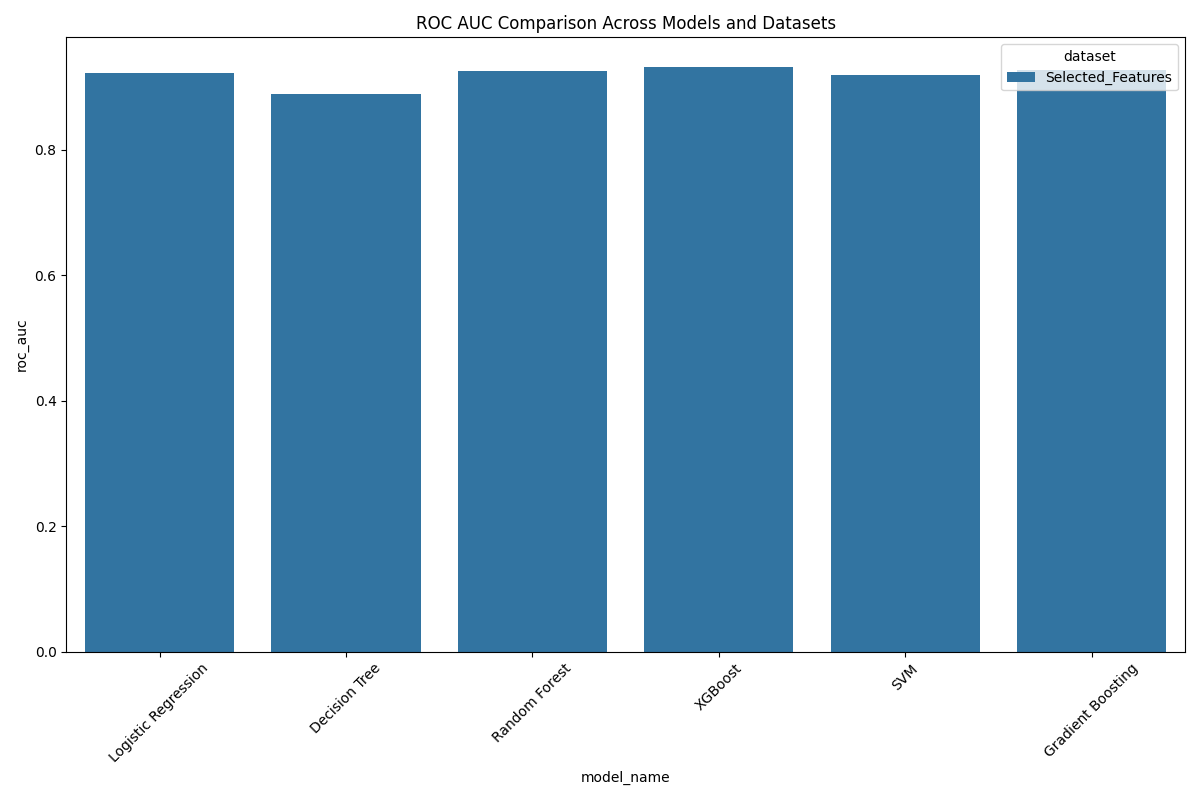 ROC AUC Comparison Across Models and Datasets
dataset
Selected_Features
roc_auc
0.8
0.6
0.4
0.2
0.0
Logistic Regression
Decision Tree
Random Forest
XGBoost
SVM
Gradient Boosting
model_name